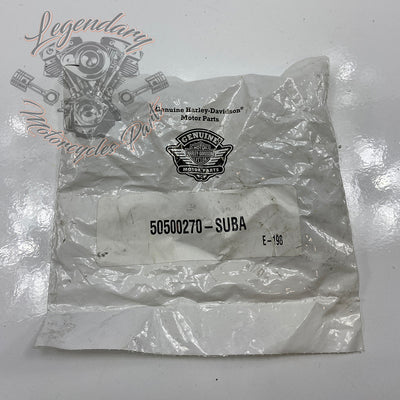 Legendary
Motorcycles Parts
Genuine Harley-Davidson®
Motor Parts
GENUINE
MOTOR PARTS
50500270-SUBA
E-198